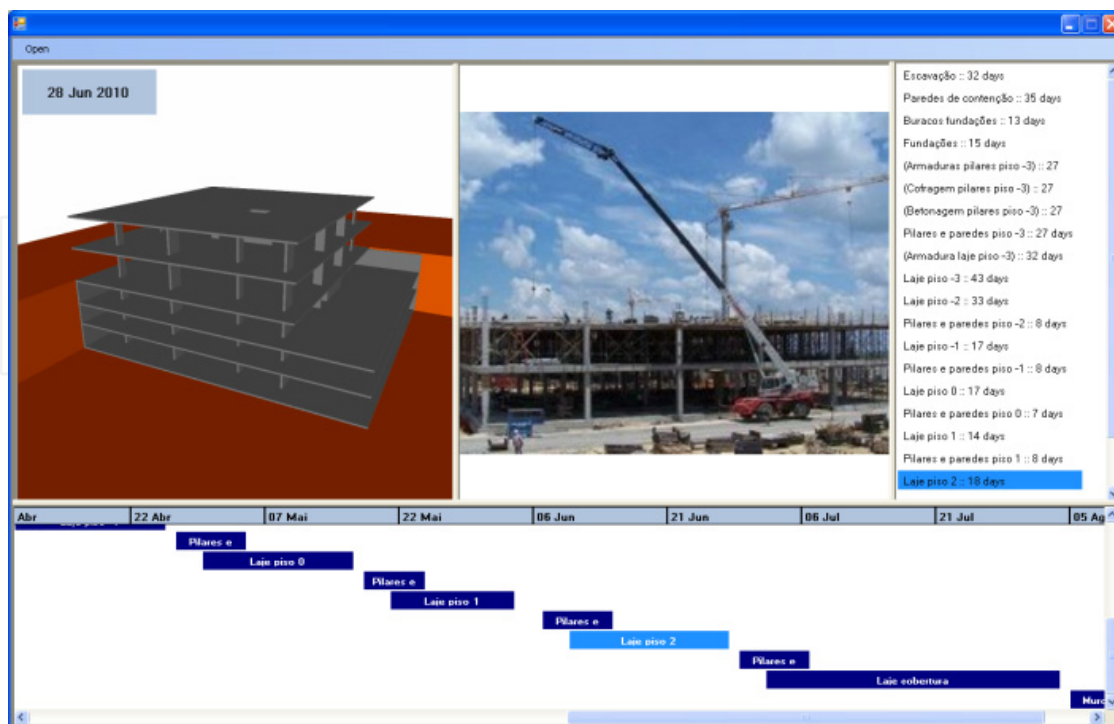 Open
28 Jun 2010
Escavação :: 32 days
Paredes de contenção :: 35 days
Buracos fundações :: 13 days
Fundações :: 15 days
(Armaduras pilares piso -3) :: 27
(Cofragem pilares piso -3) :: 27
(Betonagem pilares piso -3) :: 27
Pilares e paredes piso -3 :: 27 days
(Armadura laje piso -3) :: 32 days
Laje piso -3 :: 43 days
Laje piso -2 :: 33 days
Pilares e paredes piso -2 :: 8 days
Laje piso -1 :: 17 days
Pilares e paredes piso -1 :: 8 days
Laje piso 0 :: 17 days
Pilares e paredes piso 0 :: 7 days
Laje piso 1 :: 14 days
Pilares e paredes piso 1 :: 8 days
Laje piso 2 :: 18 days
Abr 22 Abr 07 Mai 22 Mai 06 Jun 21 Jun 06 Jul 21 Jul 05 Ag
Pilares e
Laje piso 0
Pilares e
Laje piso 1
Pilares e
Laje piso 2
Pilares e
Laje cobertura
Muro